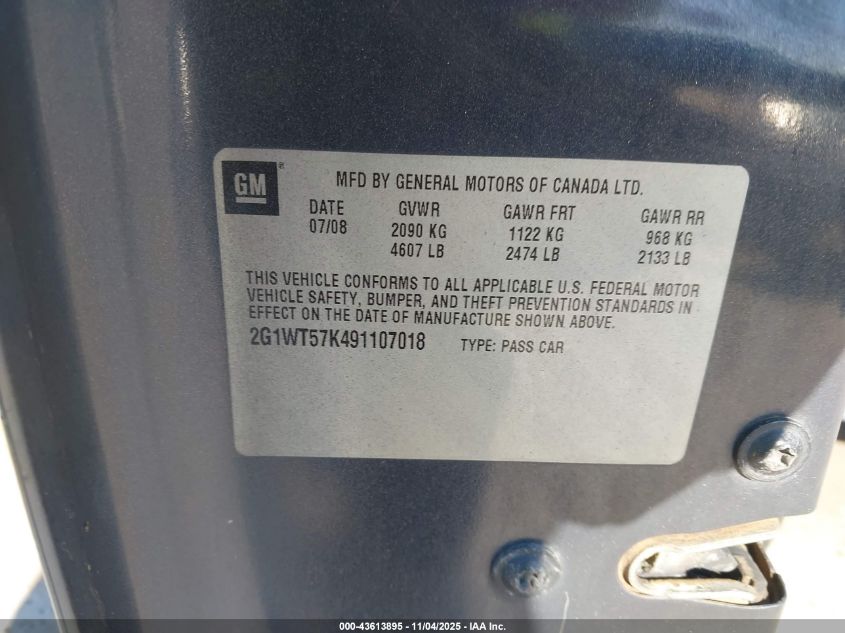 GM®
MFD BY GENERAL MOTORS OF CANADA LTD.
DATE GVWR GAWR FRT GAWR RR
07/08 2090 KG 1122 KG 968 KG
4607 LB 2474 LB 2133 LB
THIS VEHICLE CONFORMS TO ALL APPLICABLE U.S. FEDERAL MOTOR
VEHICLE SAFETY, BUMPER, AND THEFT PREVENTION STANDARDS IN
EFFECT ON THE DATE OF MANUFACTURE SHOWN ABOVE.
2G1WT57K491107018 TYPE: PASS CAR
000-43613895 - 11/04/2025 - IAA Inc.